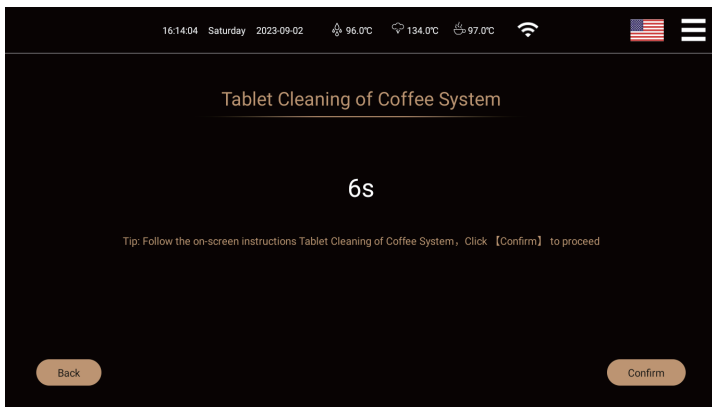 16:14:04 Saturday 2023-09-02 96.0℃ 134.0℃ 97.0℃
Tablet Cleaning of Coffee System
6s
Tip: Follow the on-screen instructions Tablet Cleaning of Coffee System，Click 【Confirm】 to proceed
Back Confirm